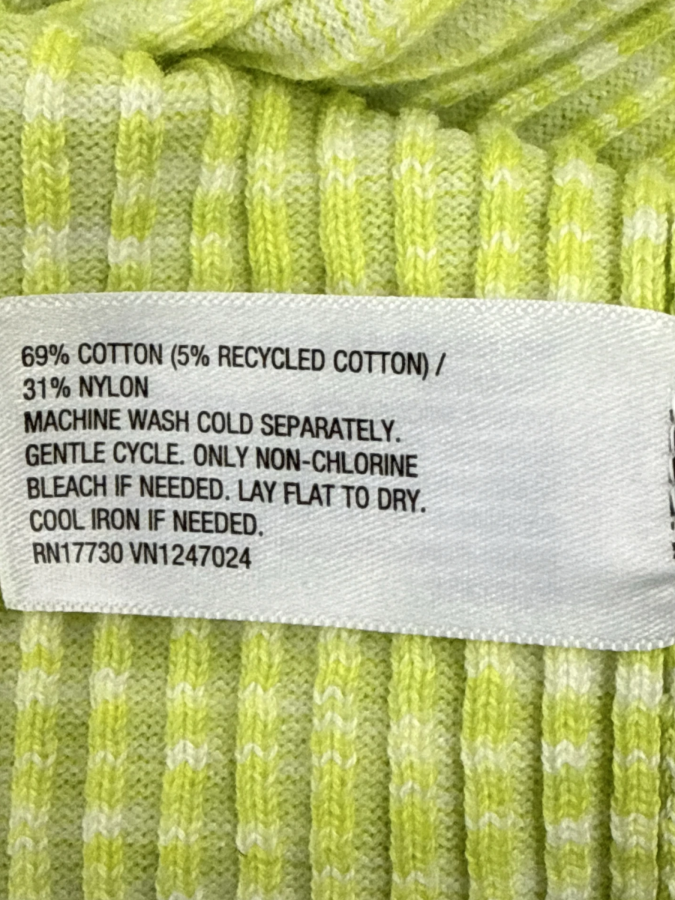 69% COTTON (5% RECYCLED COTTON) /
31% NYLON
MACHINE WASH COLD SEPARATELY.
GENTLE CYCLE. ONLY NON-CHLORINE
BLEACH IF NEEDED. LAY FLAT TO DRY.
COOL IRON IF NEEDED.
RN17730 VN1247024